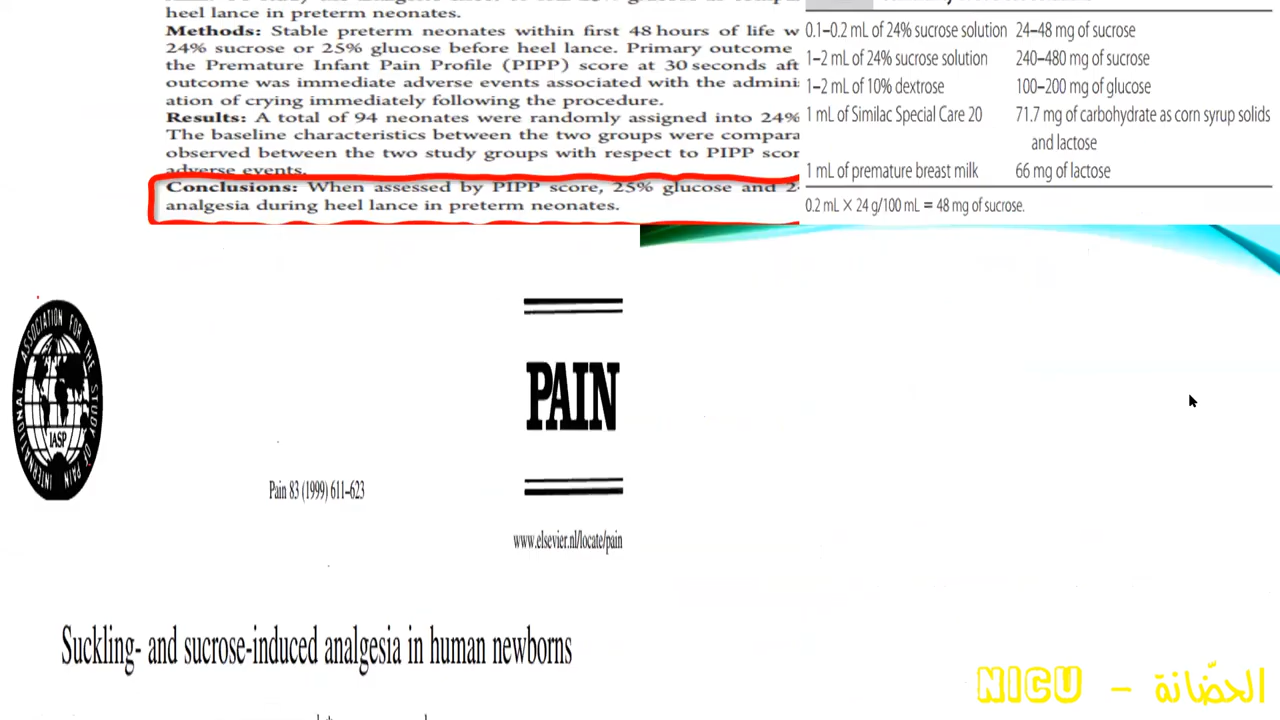 heel lance in preterm neonates.
Methods: Stable preterm neonates within first 48 hours of life w
24% sucrose or 25% glucose before heel lance. Primary outcome
the Premature Infant Pain Profile (PIPP) score at 30 seconds aft
outcome was immediate adverse events associated with the admini
ation of crying immediately following the procedure.
Results: A total of 94 neonates were randomly assigned into 24%
The baseline characteristics between the two groups were compara
observed between the two study groups with respect to PIPP scor
adverse events.
Conclusions: When assessed by PIPP score, 25% glucose and 2
analgesia during heel lance in preterm neonates.
0.1–0.2 mL of 24% sucrose solution 24–48 mg of sucrose
1–2 mL of 24% sucrose solution 240–480 mg of sucrose
1–2 mL of 10% dextrose 100–200 mg of glucose
1 mL of Similac Special Care 20 71.7 mg of carbohydrate as corn syrup solids
and lactose
1 mL of premature breast milk 66 mg of lactose
0.2 mL × 24 g/100 mL = 48 mg of sucrose.
INTERNATIONAL ASSOCIATION FOR THE STUDY OF PAIN
IASP
PAIN
Pain 83 (1999) 611–623
www.elsevier.nl/locate/pain
Suckling- and sucrose-induced analgesia in human newborns
NICU - الحضّانة